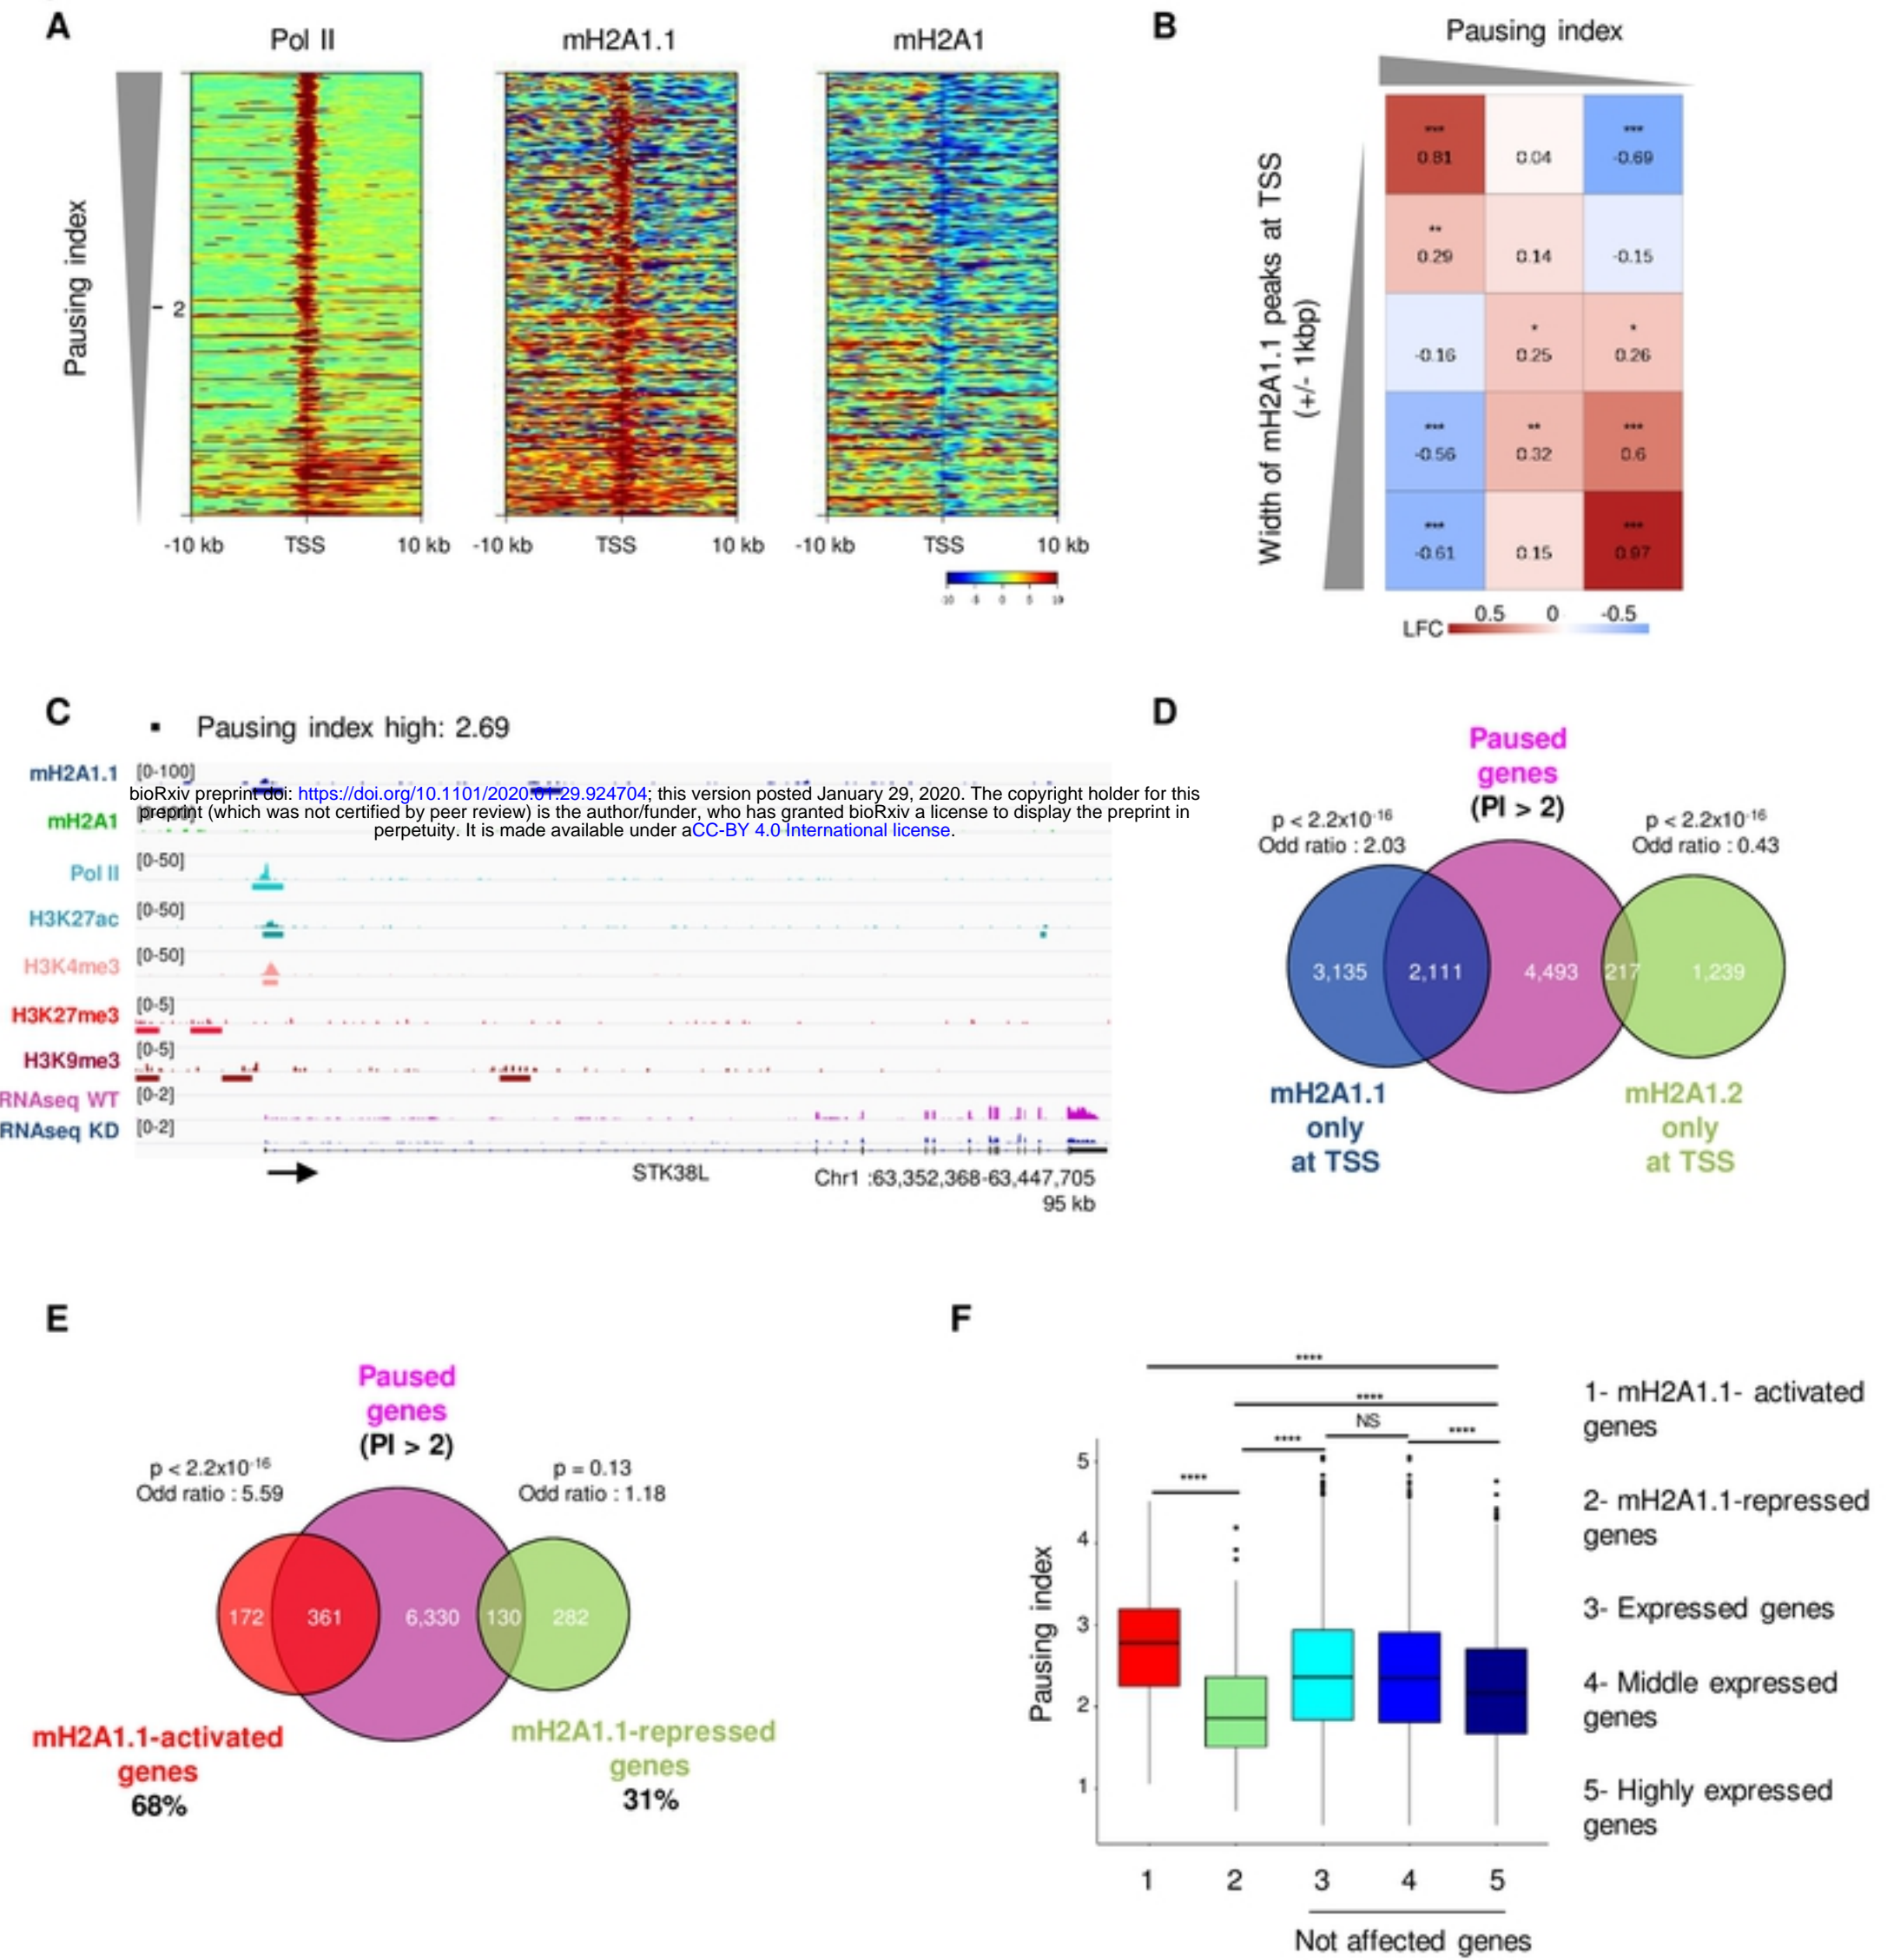 A
Pol II
mH2A1.1
mH2A1
Pausing index
2
-10 kb TSS 10 kb
-10 kb TSS 10 kb
-10 kb TSS 10 kb
-10 -5 0 5 10
B
Pausing index
Width of mH2A1.1 peaks at TSS
(+/- 1kbp)
*** *** 
0.81 0.04 -0.69
**
0.29 0.14 -0.15
* *
-0.16 0.25 0.26
*** ** ***
-0.56 0.32 0.6
*** ***
-0.61 0.15 0.97
0.5 0 -0.5
LFC
C
▪ Pausing index high: 2.69
mH2A1.1 [0-100]
bioRxiv preprint doi: https://doi.org/10.1101/2020.01.29.924704; this version posted January 29, 2020. The copyright holder for this
preprint (which was not certified by peer review) is the author/funder, who has granted bioRxiv a license to display the preprint in
perpetuity. It is made available under aCC-BY 4.0 International license.
mH2A1
Pol II [0-50]
H3K27ac [0-50]
H3K4me3 [0-50]
H3K27me3 [0-5]
H3K9me3 [0-5]
RNAseq WT [0-2]
RNAseq KD [0-2]
STK38L
Chr1 :63,352,368-63,447,705
95 kb
D
Paused
genes
(PI > 2)
p < 2.2x10-16
Odd ratio : 2.03
p < 2.2x10-16
Odd ratio : 0.43
3,135 2,111 4,493 217 1,239
mH2A1.1
only
at TSS
mH2A1.2
only
at TSS
E
Paused
genes
(PI > 2)
p < 2.2x10-16
Odd ratio : 5.59
p = 0.13
Odd ratio : 1.18
172 361 6,330 130 282
mH2A1.1-activated
genes
68%
mH2A1.1-repressed
genes
31%
F
****
****
NS
****
****
****
Pausing index
5
4
3
2
1
1 2 3 4 5
Not affected genes
1- mH2A1.1- activated
genes
2- mH2A1.1-repressed
genes
3- Expressed genes
4- Middle expressed
genes
5- Highly expressed
genes